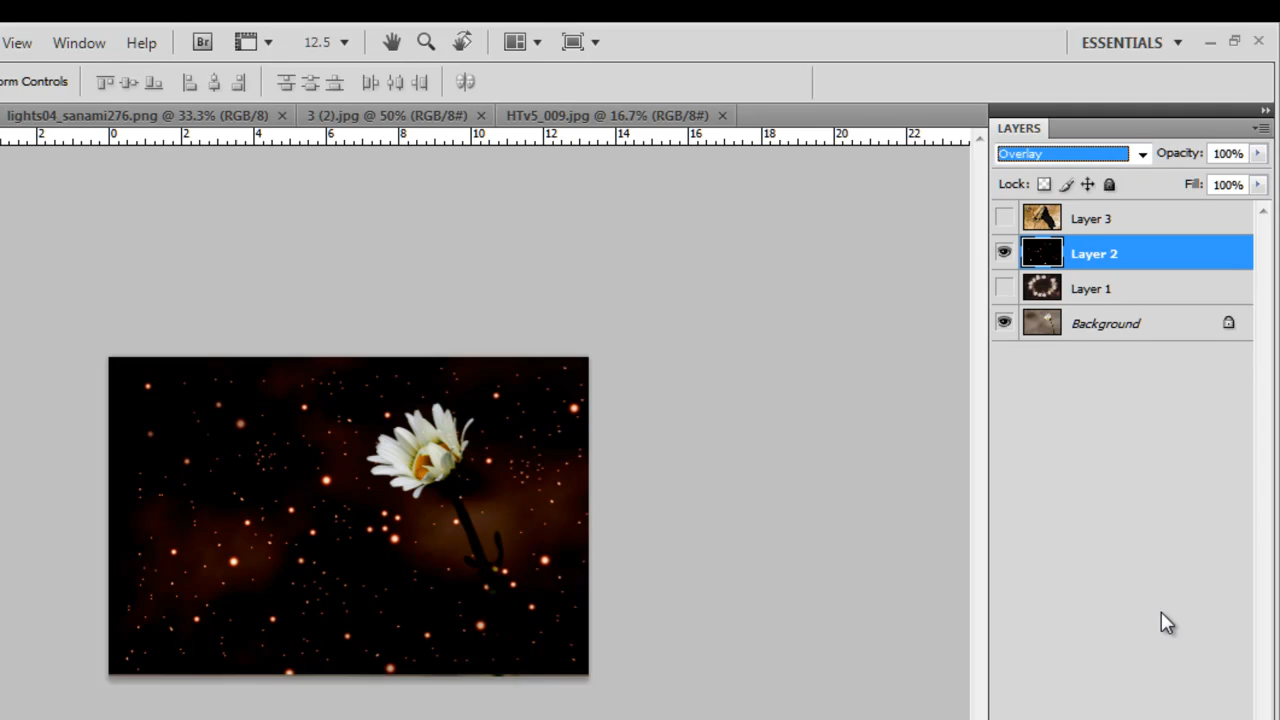 View Window Help Br 12.5 ESSENTIALS
orm Controls
lights04_sanami276.png @ 33.3% (RGB/8) 3 (2).jpg @ 50% (RGB/8#) HTv5_009.jpg @ 16.7% (RGB/8#)
2 0 2 4 6 8 10 12 14 16 18 20 22
LAYERS
Overlay Opacity: 100%
Lock: Fill: 100%
Layer 3
Layer 2
Layer 1
Background